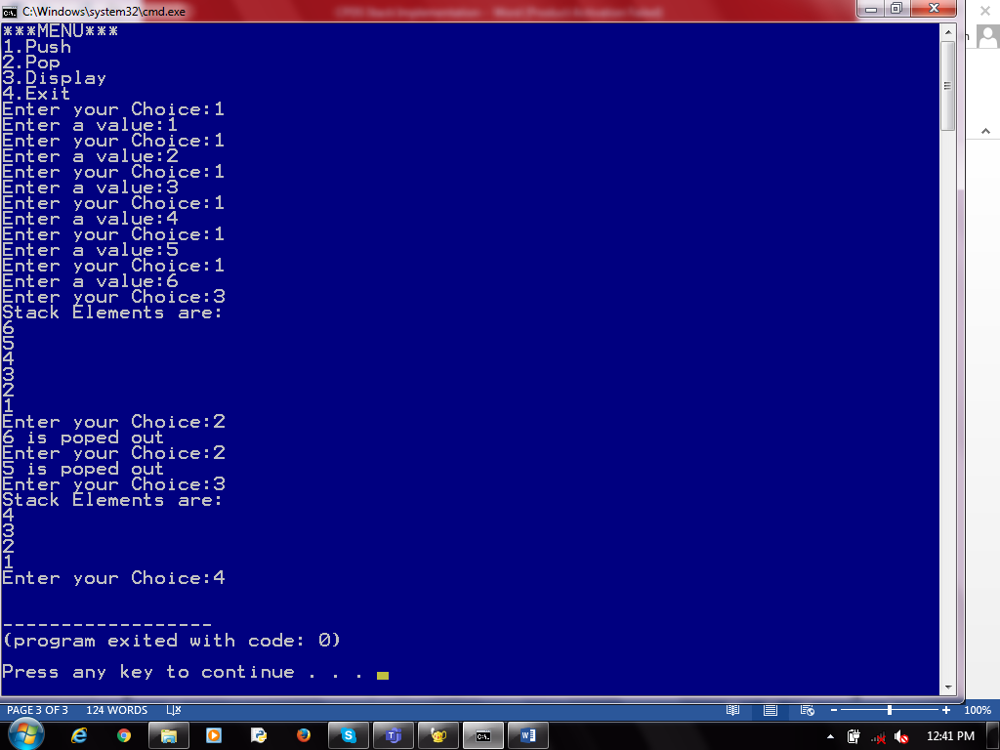 C:\Windows\system32\cmd.exe
***MENU***
1.Push
2.Pop
3.Display
4.Exit
Enter your Choice:1
Enter a value:1
Enter your Choice:1
Enter a value:2
Enter your Choice:1
Enter a value:3
Enter your Choice:1
Enter a value:4
Enter your Choice:1
Enter a value:5
Enter your Choice:1
Enter a value:6
Enter your Choice:3
Stack Elements are:
6
5
4
3
2
1
Enter your Choice:2
6 is poped out
Enter your Choice:2
5 is poped out
Enter your Choice:3
Stack Elements are:
4
3
2
1
Enter your Choice:4
------------------
(program exited with code: 0)
Press any key to continue . . .
PAGE 3 OF 3 124 WORDS 100%
12:41 PM